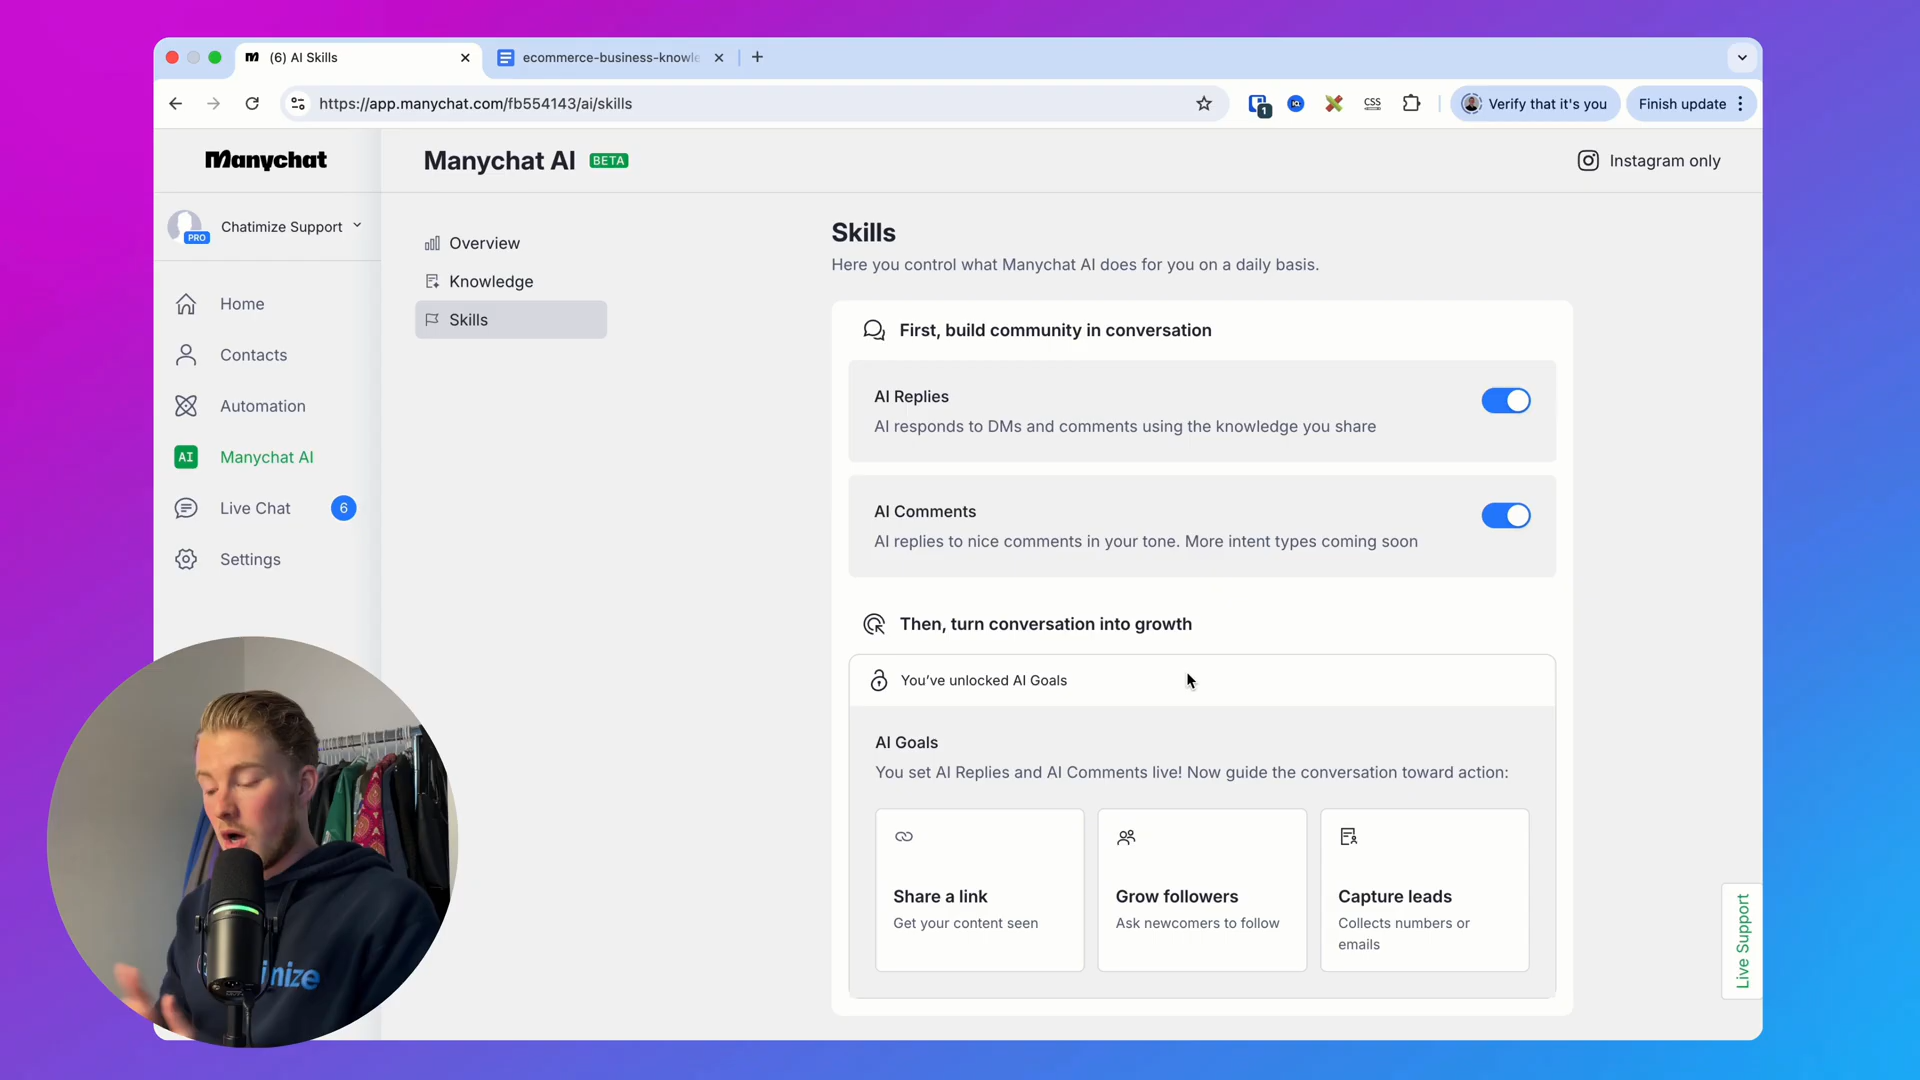 (6) AI Skills
ecommerce-business-knowle
https://app.manychat.com/fb554143/ai/skills
1
CSS
Verify that it's you
Finish update
Manychat
Manychat AI
BETA
Instagram only
Chatimize Support
PRO
Home
Contacts
Automation
AI
Manychat AI
Live Chat
6
Settings
Overview
Knowledge
Skills
Skills
Here you control what Manychat AI does for you on a daily basis.
First, build community in conversation
AI Replies
AI responds to DMs and comments using the knowledge you share
AI Comments
AI replies to nice comments in your tone. More intent types coming soon
Then, turn conversation into growth
You've unlocked AI Goals
AI Goals
You set AI Replies and AI Comments live! Now guide the conversation toward action:
Share a link
Get your content seen
Grow followers
Ask newcomers to follow
Capture leads
Collects numbers or
emails
Live Support